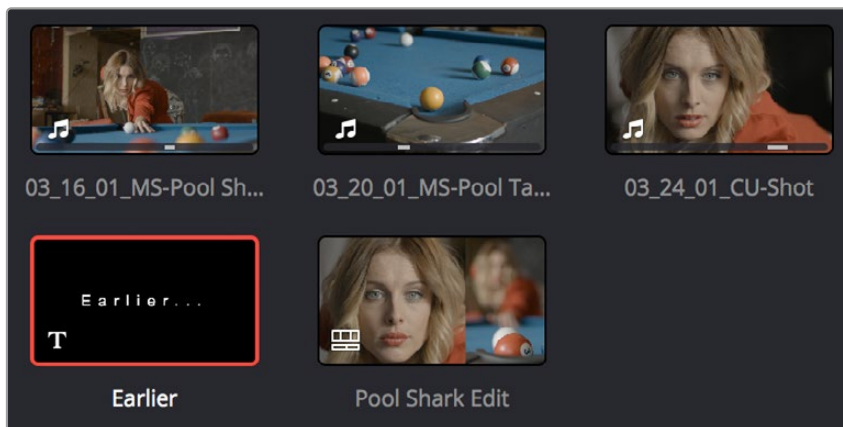 03_16_01_MS-Pool Sh...
03_20_01_MS-Pool Ta...
03_24_01_CU-Shot
Earlier...
T
Earlier
Pool Shark Edit